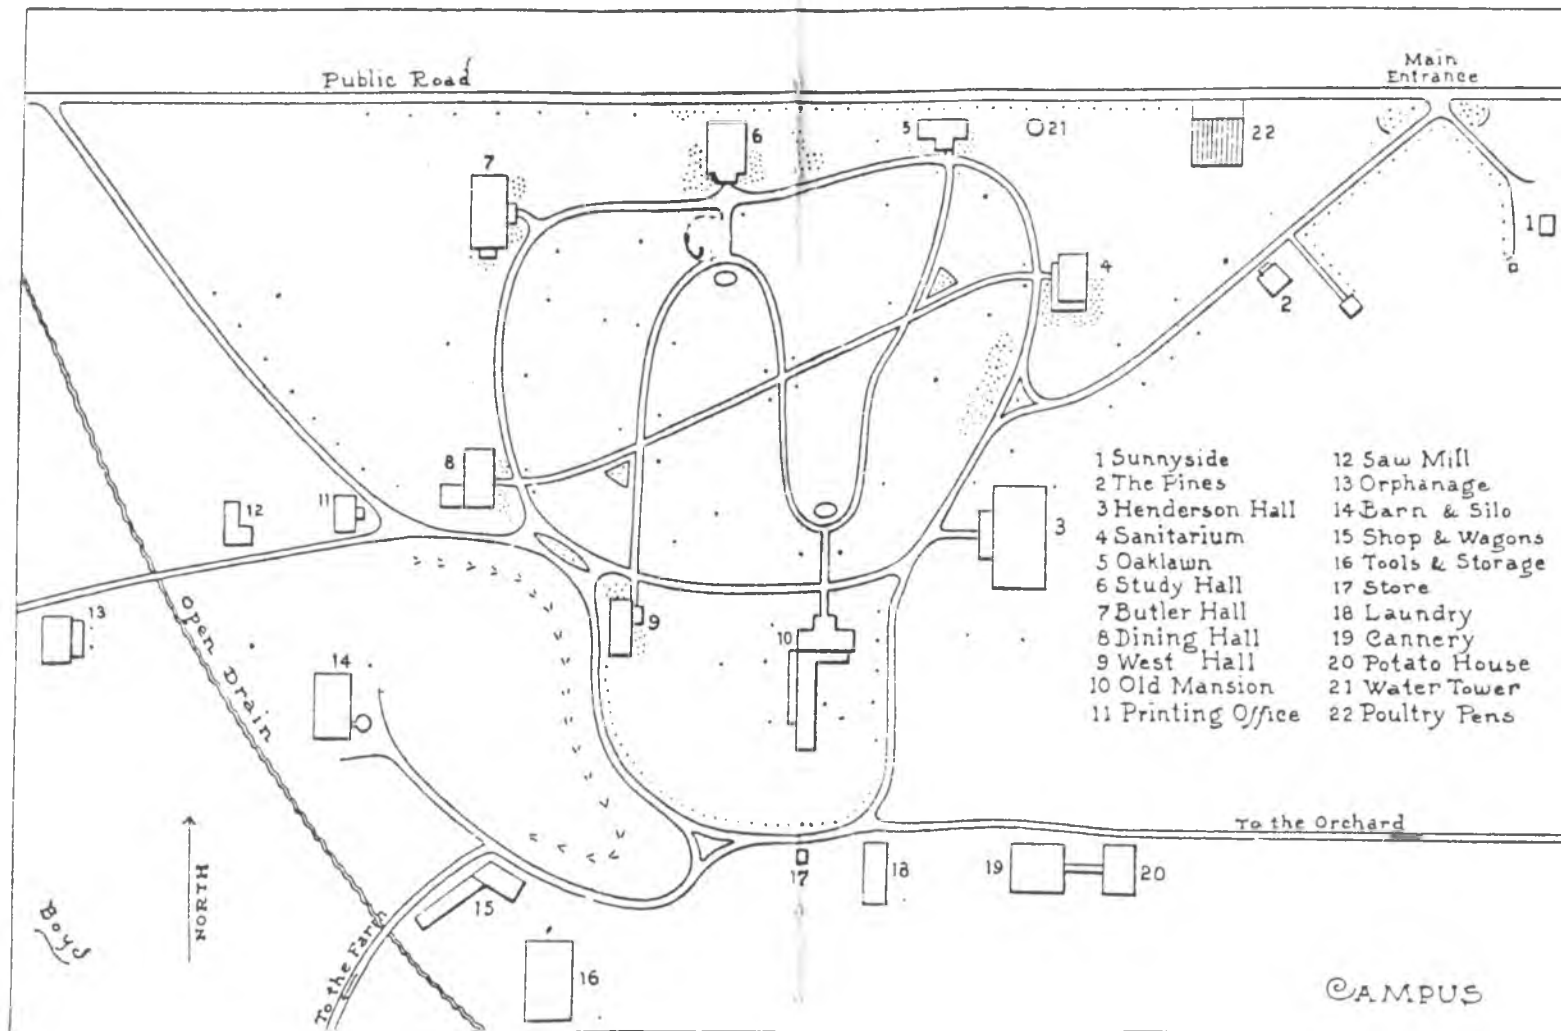 Public Road
Main
Entrance
6
5
21
22
7
1
4
2
8
11
12
3
1 Sunnyside
2 The Pines
3 Henderson Hall
4 Sanitarium
5 Oaklawn
6 Study Hall
7 Butler Hall
8 Dining Hall
9 West Hall
10 Old Mansion
11 Printing Office
12 Saw Mill
13 Orphanage
14 Barn & Silo
15 Shop & Wagons
16 Tools & Storage
17 Store
18 Laundry
19 Cannery
20 Potato House
21 Water Tower
22 Poultry Pens
13
Open Drain
9
10
14
To the Orchard
17
18
19
20
NORTH
Boyd
15
To the Farm
16
CAMPUS